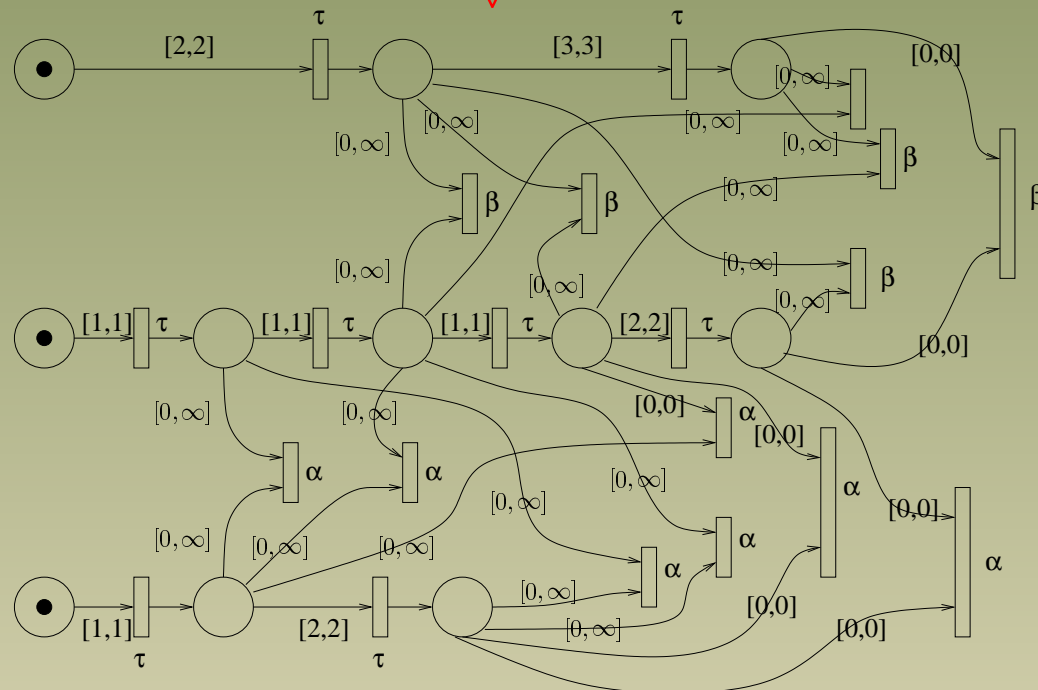 τ τ
[2,2] [3,3] [0,0]
[0,∞]
[0,∞] [0,∞]
[0,∞] [0,∞]
β
[0,∞]
β β β
[0,∞] [0,∞]
[0,∞] β
[0,∞] [0,∞]
[1,1] τ [1,1] τ [1,1] τ [2,2] τ
[0,0]
[0,∞] [0,∞] [0,0] α
[0,0]
α α [0,∞] α
[0,∞] [0,0]
[0,∞] [0,∞] [0,∞] α
α α
[0,∞] [0,0]
[1,1] [2,2] [0,∞] [0,0]
τ τ